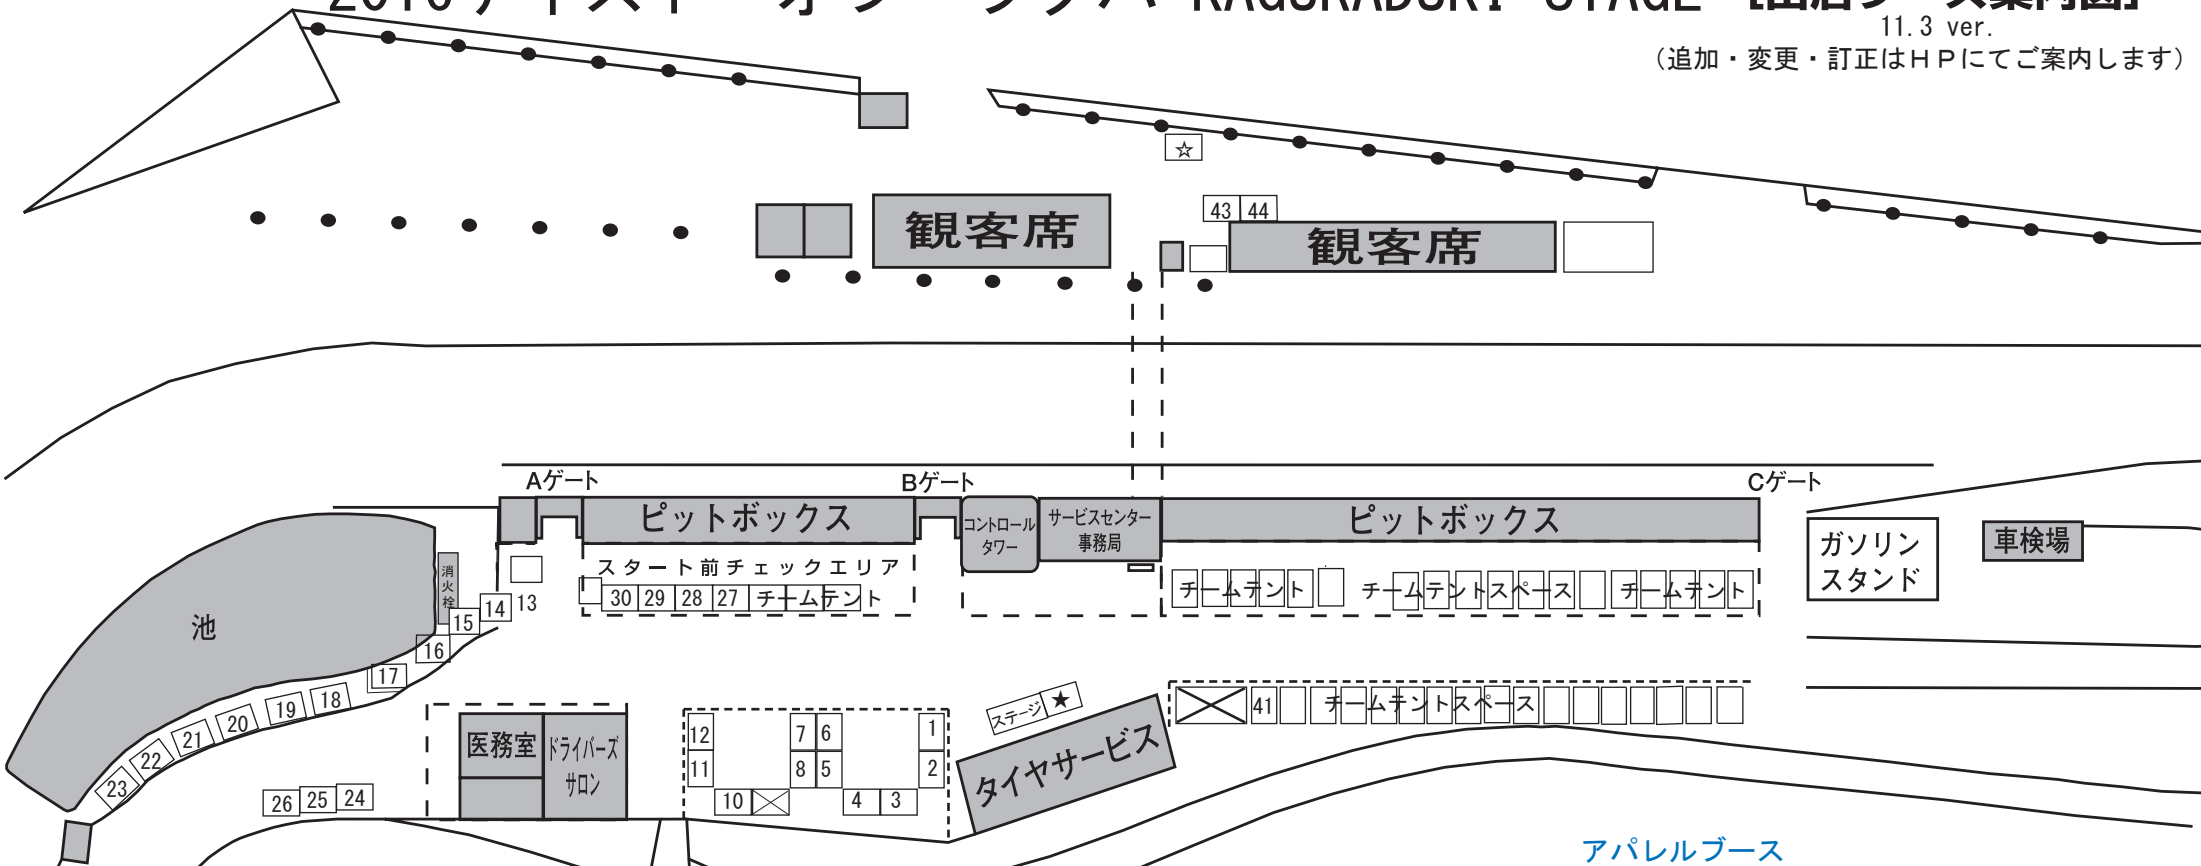 11.3 ver.
（追加・変更・訂正はＨＰにてご案内します）
☆
43 44
観客席
観客席
Aゲート
Bゲート
Cゲート
ピットボックス
コントロール
タワー
サービスセンター
事務局
ピットボックス
ガソリン
スタンド
車検場
スタート前チェックエリア
30 29 28 27 チームテント
チームテント
チームテントスペース
チームテント
消火栓
池
13
14
15
16
17
18
19
20
21
22
23
26 25 24
医務室
ドライバーズ
サロン
12
11
10
7 6
8 5
4 3
1
2
ステージ ★
タイヤサービス
41
チームテントスペース
アパレルブース